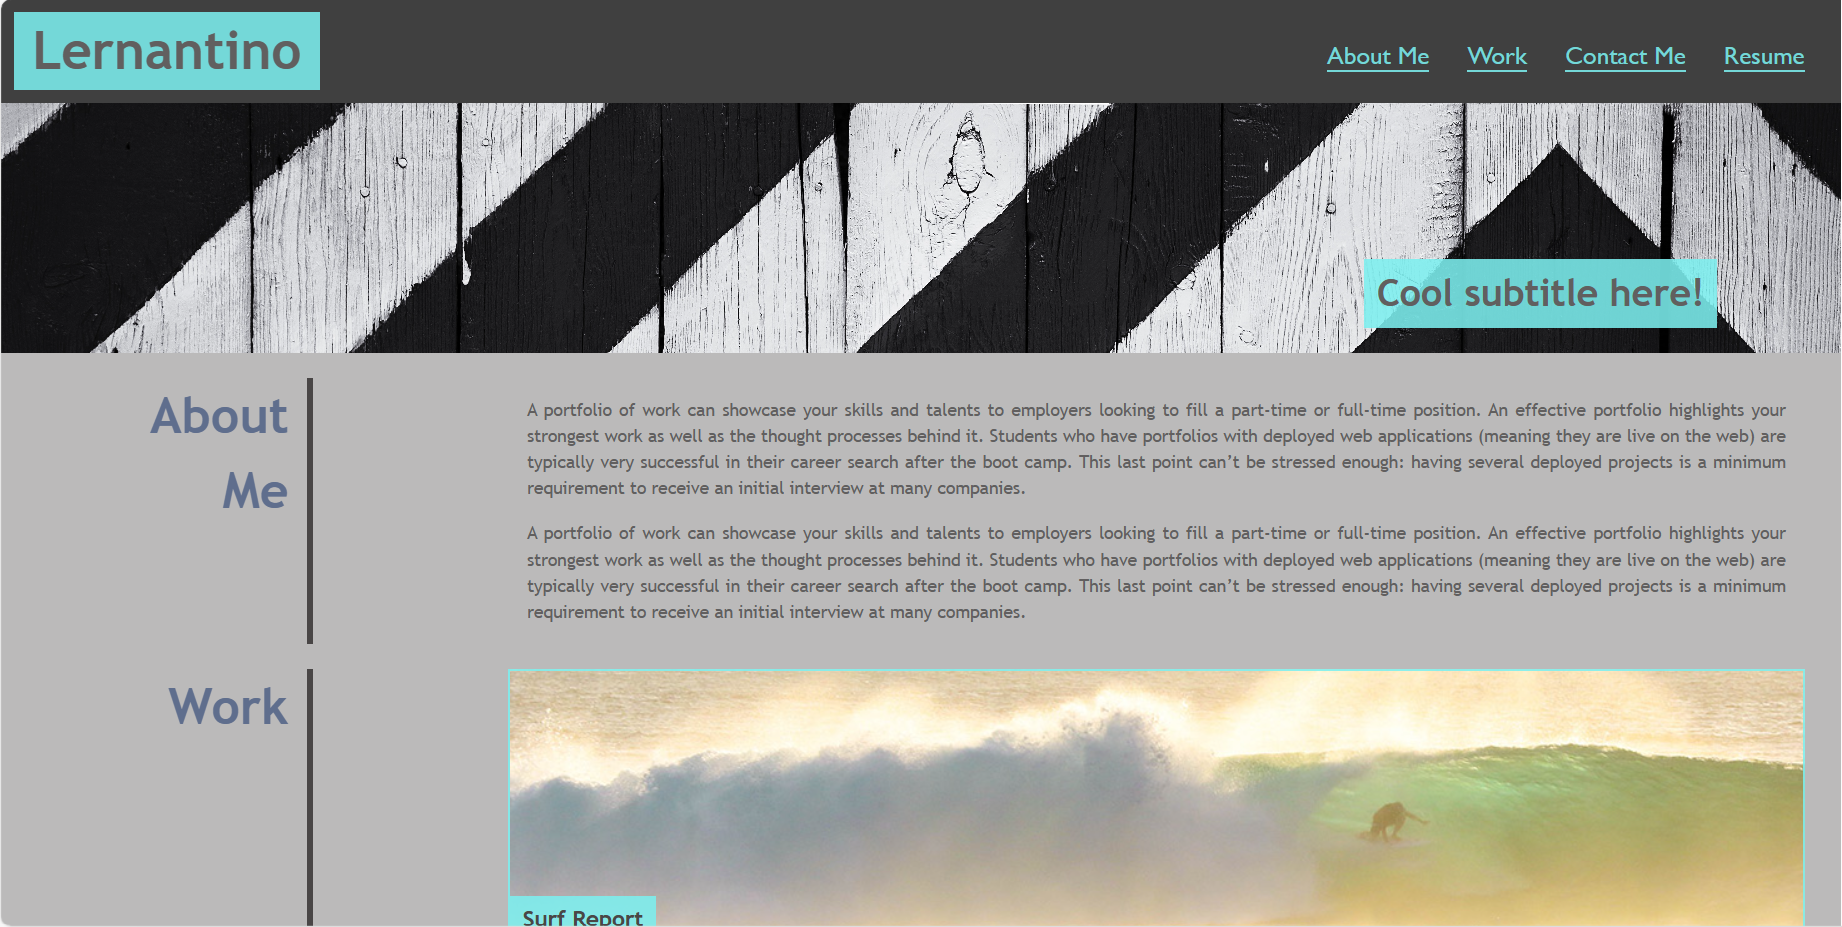 Lernantino
About Me Work Contact Me Resume
Cool subtitle here!
About
Me
A portfolio of work can showcase your skills and talents to employers looking to fill a part-time or full-time position. An effective portfolio highlights your
strongest work as well as the thought processes behind it. Students who have portfolios with deployed web applications (meaning they are live on the web) are
typically very successful in their career search after the boot camp. This last point can’t be stressed enough: having several deployed projects is a minimum
requirement to receive an initial interview at many companies.
A portfolio of work can showcase your skills and talents to employers looking to fill a part-time or full-time position. An effective portfolio highlights your
strongest work as well as the thought processes behind it. Students who have portfolios with deployed web applications (meaning they are live on the web) are
typically very successful in their career search after the boot camp. This last point can’t be stressed enough: having several deployed projects is a minimum
requirement to receive an initial interview at many companies.
Work
Surf Report